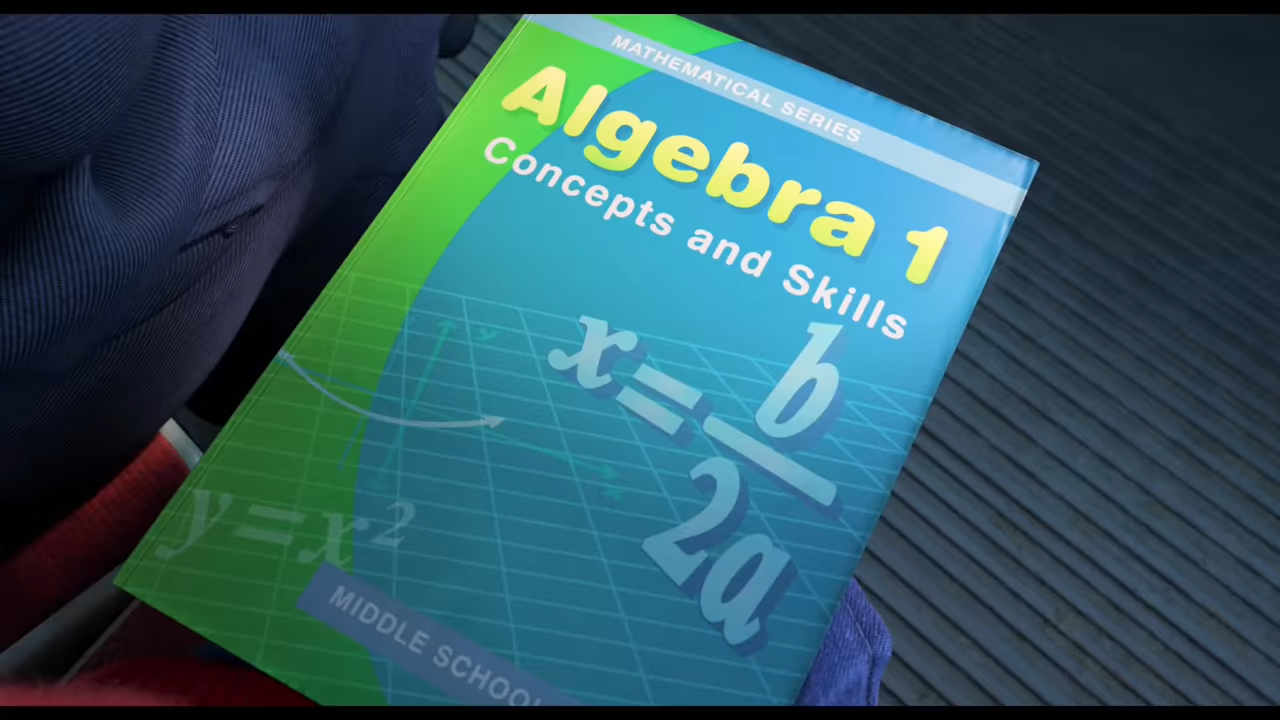 MATHEMATICAL SERIES
Algebra 1
Concepts and Skills
y
x
x = b/2a
y = x²
MIDDLE SCHOOL